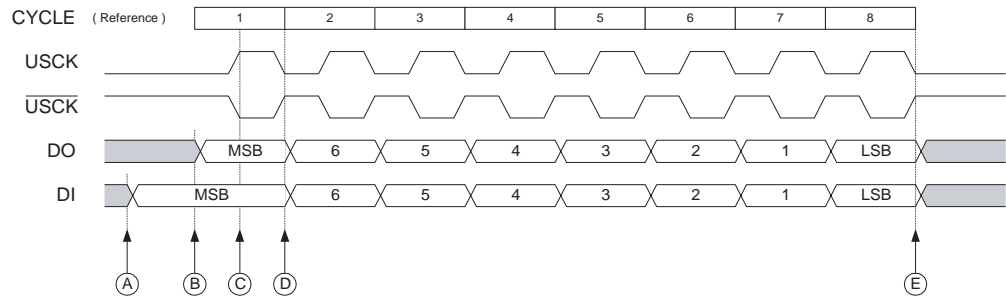 CYCLE ( Reference ) 1 2 3 4 5 6 7 8
USCK
USCK
DO MSB 6 5 4 3 2 1 LSB
DI MSB 6 5 4 3 2 1 LSB
A B C D E